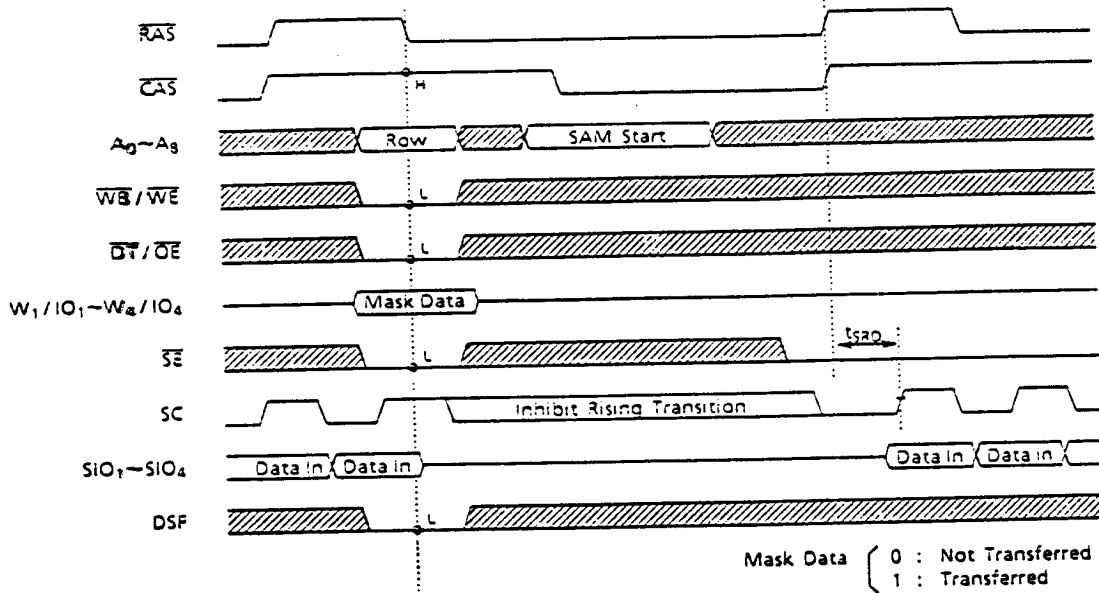 RAS
CAS
H
A0~A8
Row
SAM Start
WB/WE
L
DT/OE
L
W1/IO1~W4/IO4
Mask Data
SE
L
tSRD
SC
Inhibit Rising Transition
SIO1~SIO4
Data In
Data In
Data In
Data In
DSF
L
Mask Data
0 : Not Transferred
1 : Transferred